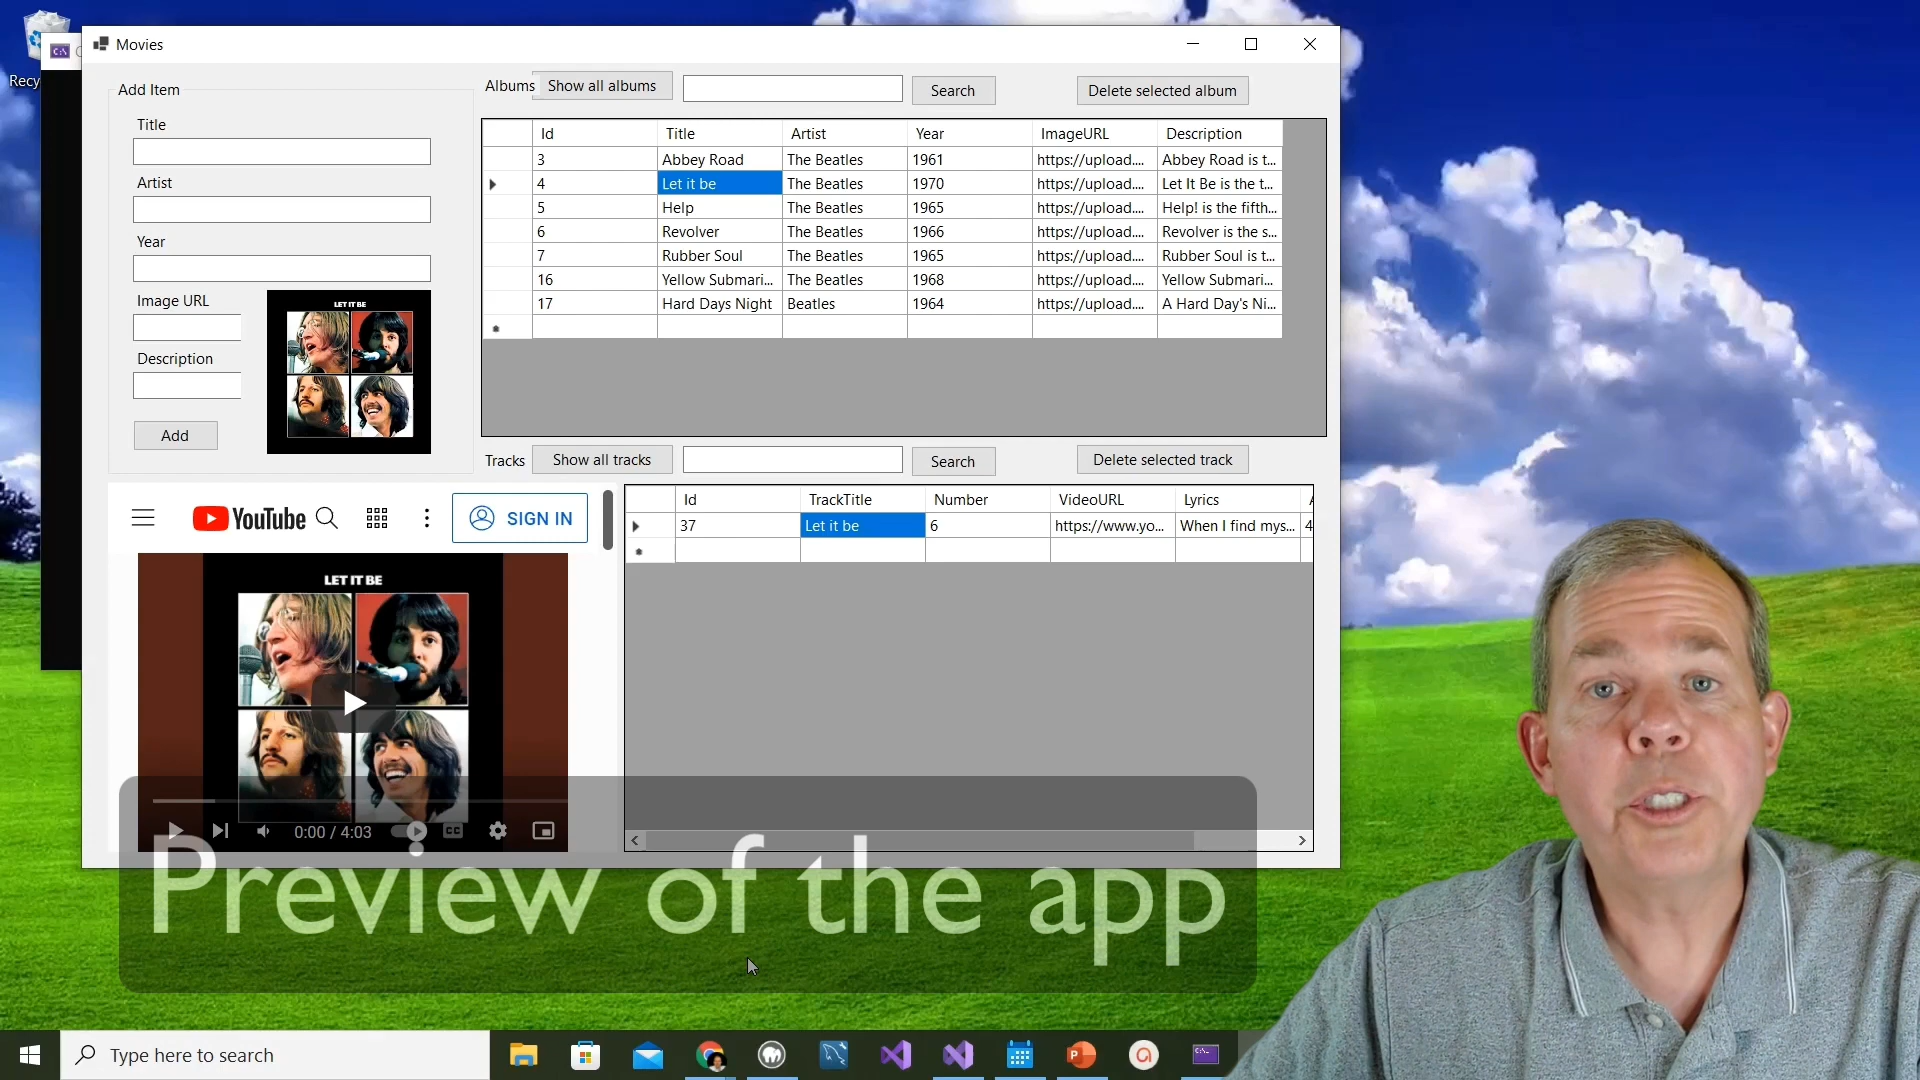 Recy
C:\
Movies
Add Item
Title
Artist
Year
Image URL
Description
Add
LET IT BE
Albums
Show all albums
Search
Delete selected album
Id Title Artist Year ImageURL Description
3 Abbey Road The Beatles 1961 https://upload.... Abbey Road is t...
4 Let it be The Beatles 1970 https://upload.... Let It Be is the t...
5 Help The Beatles 1965 https://upload.... Help! is the fifth...
6 Revolver The Beatles 1966 https://upload.... Revolver is the s...
7 Rubber Soul The Beatles 1965 https://upload.... Rubber Soul is t...
16 Yellow Submari... The Beatles 1968 https://upload.... Yellow Submari...
17 Hard Days Night Beatles 1964 https://upload.... A Hard Day's Ni...
Tracks
Show all tracks
Search
Delete selected track
Id TrackTitle Number VideoURL Lyrics
37 Let it be 6 https://www.yo... When I find mys... 4
YouTube
SIGN IN
LET IT BE
0:00 / 4:03
CC
Preview of the app
Type here to search
P
C:\